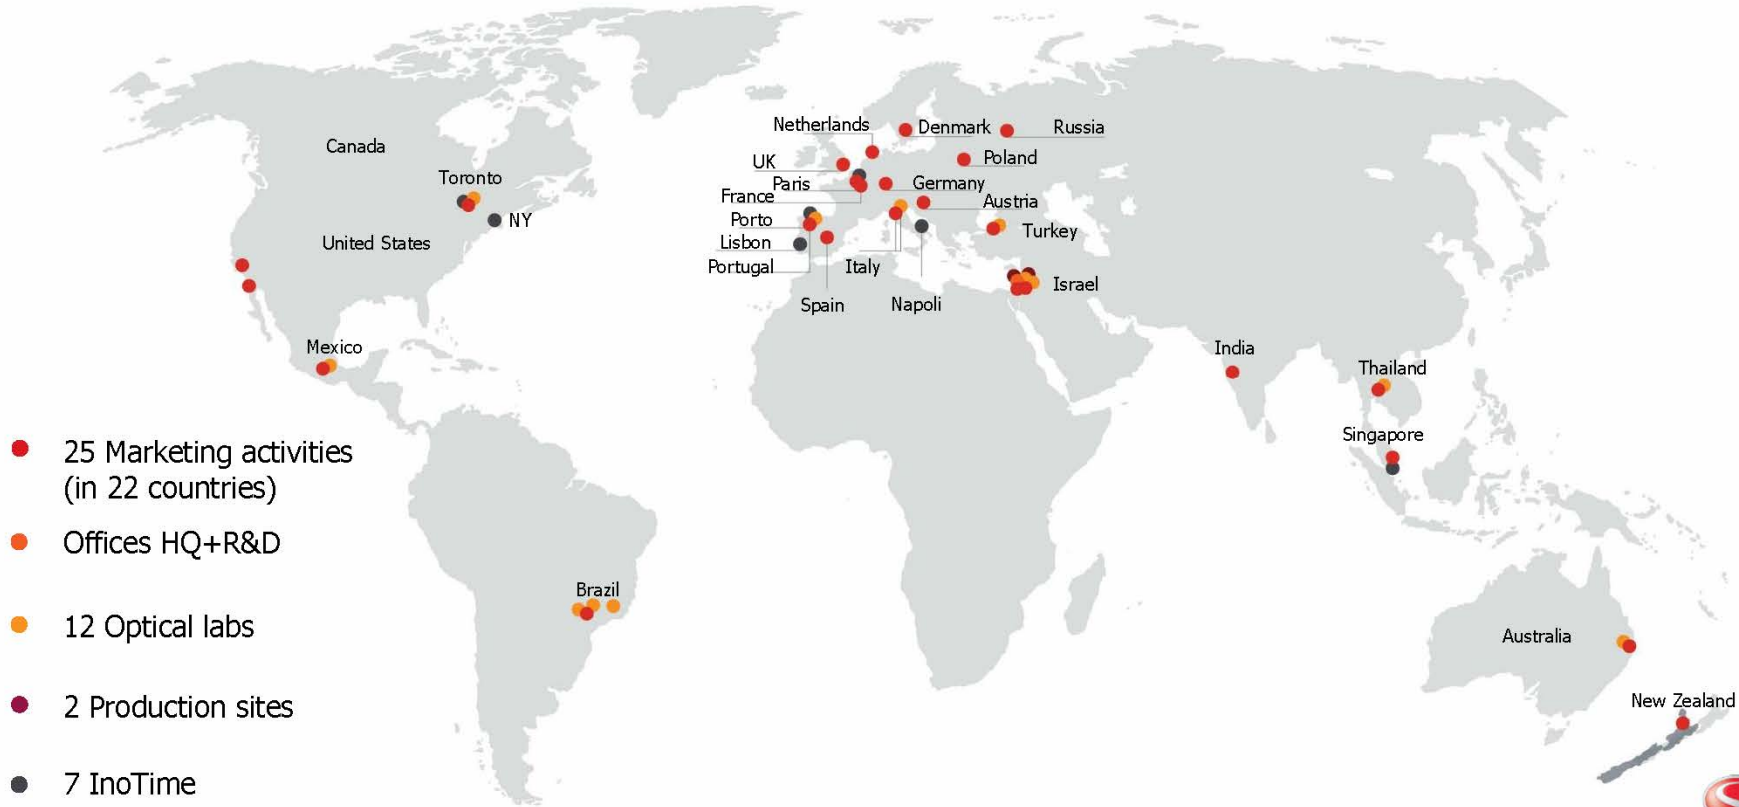 Canada
Toronto
NY
United States
Mexico
Brazil
Netherlands
Denmark
Russia
UK
Poland
Paris
Germany
France
Austria
Porto
Turkey
Lisbon
Portugal
Italy
Israel
Spain
Napoli
India
Thailand
Singapore
Australia
New Zealand
25 Marketing activities
(in 22 countries)
Offices HQ+R&D
12 Optical labs
2 Production sites
7 InoTime